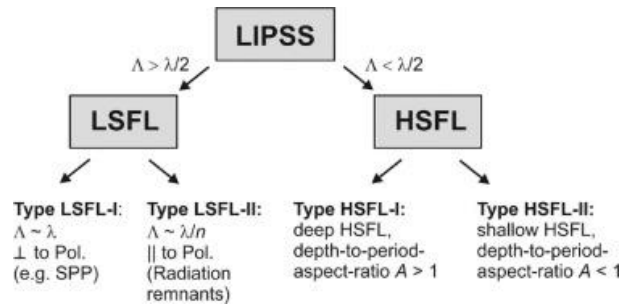 LIPSS
Λ > λ/2
Λ < λ/2
LSFL
HSFL
Type LSFL-I:
Λ ~ λ
⊥ to Pol.
(e.g. SPP)
Type LSFL-II:
Λ ~ λ/n
|| to Pol.
(Radiation
remnants)
Type HSFL-I:
deep HSFL,
depth-to-period-
aspect-ratio A > 1
Type HSFL-II:
shallow HSFL,
depth-to-period-
aspect-ratio A < 1